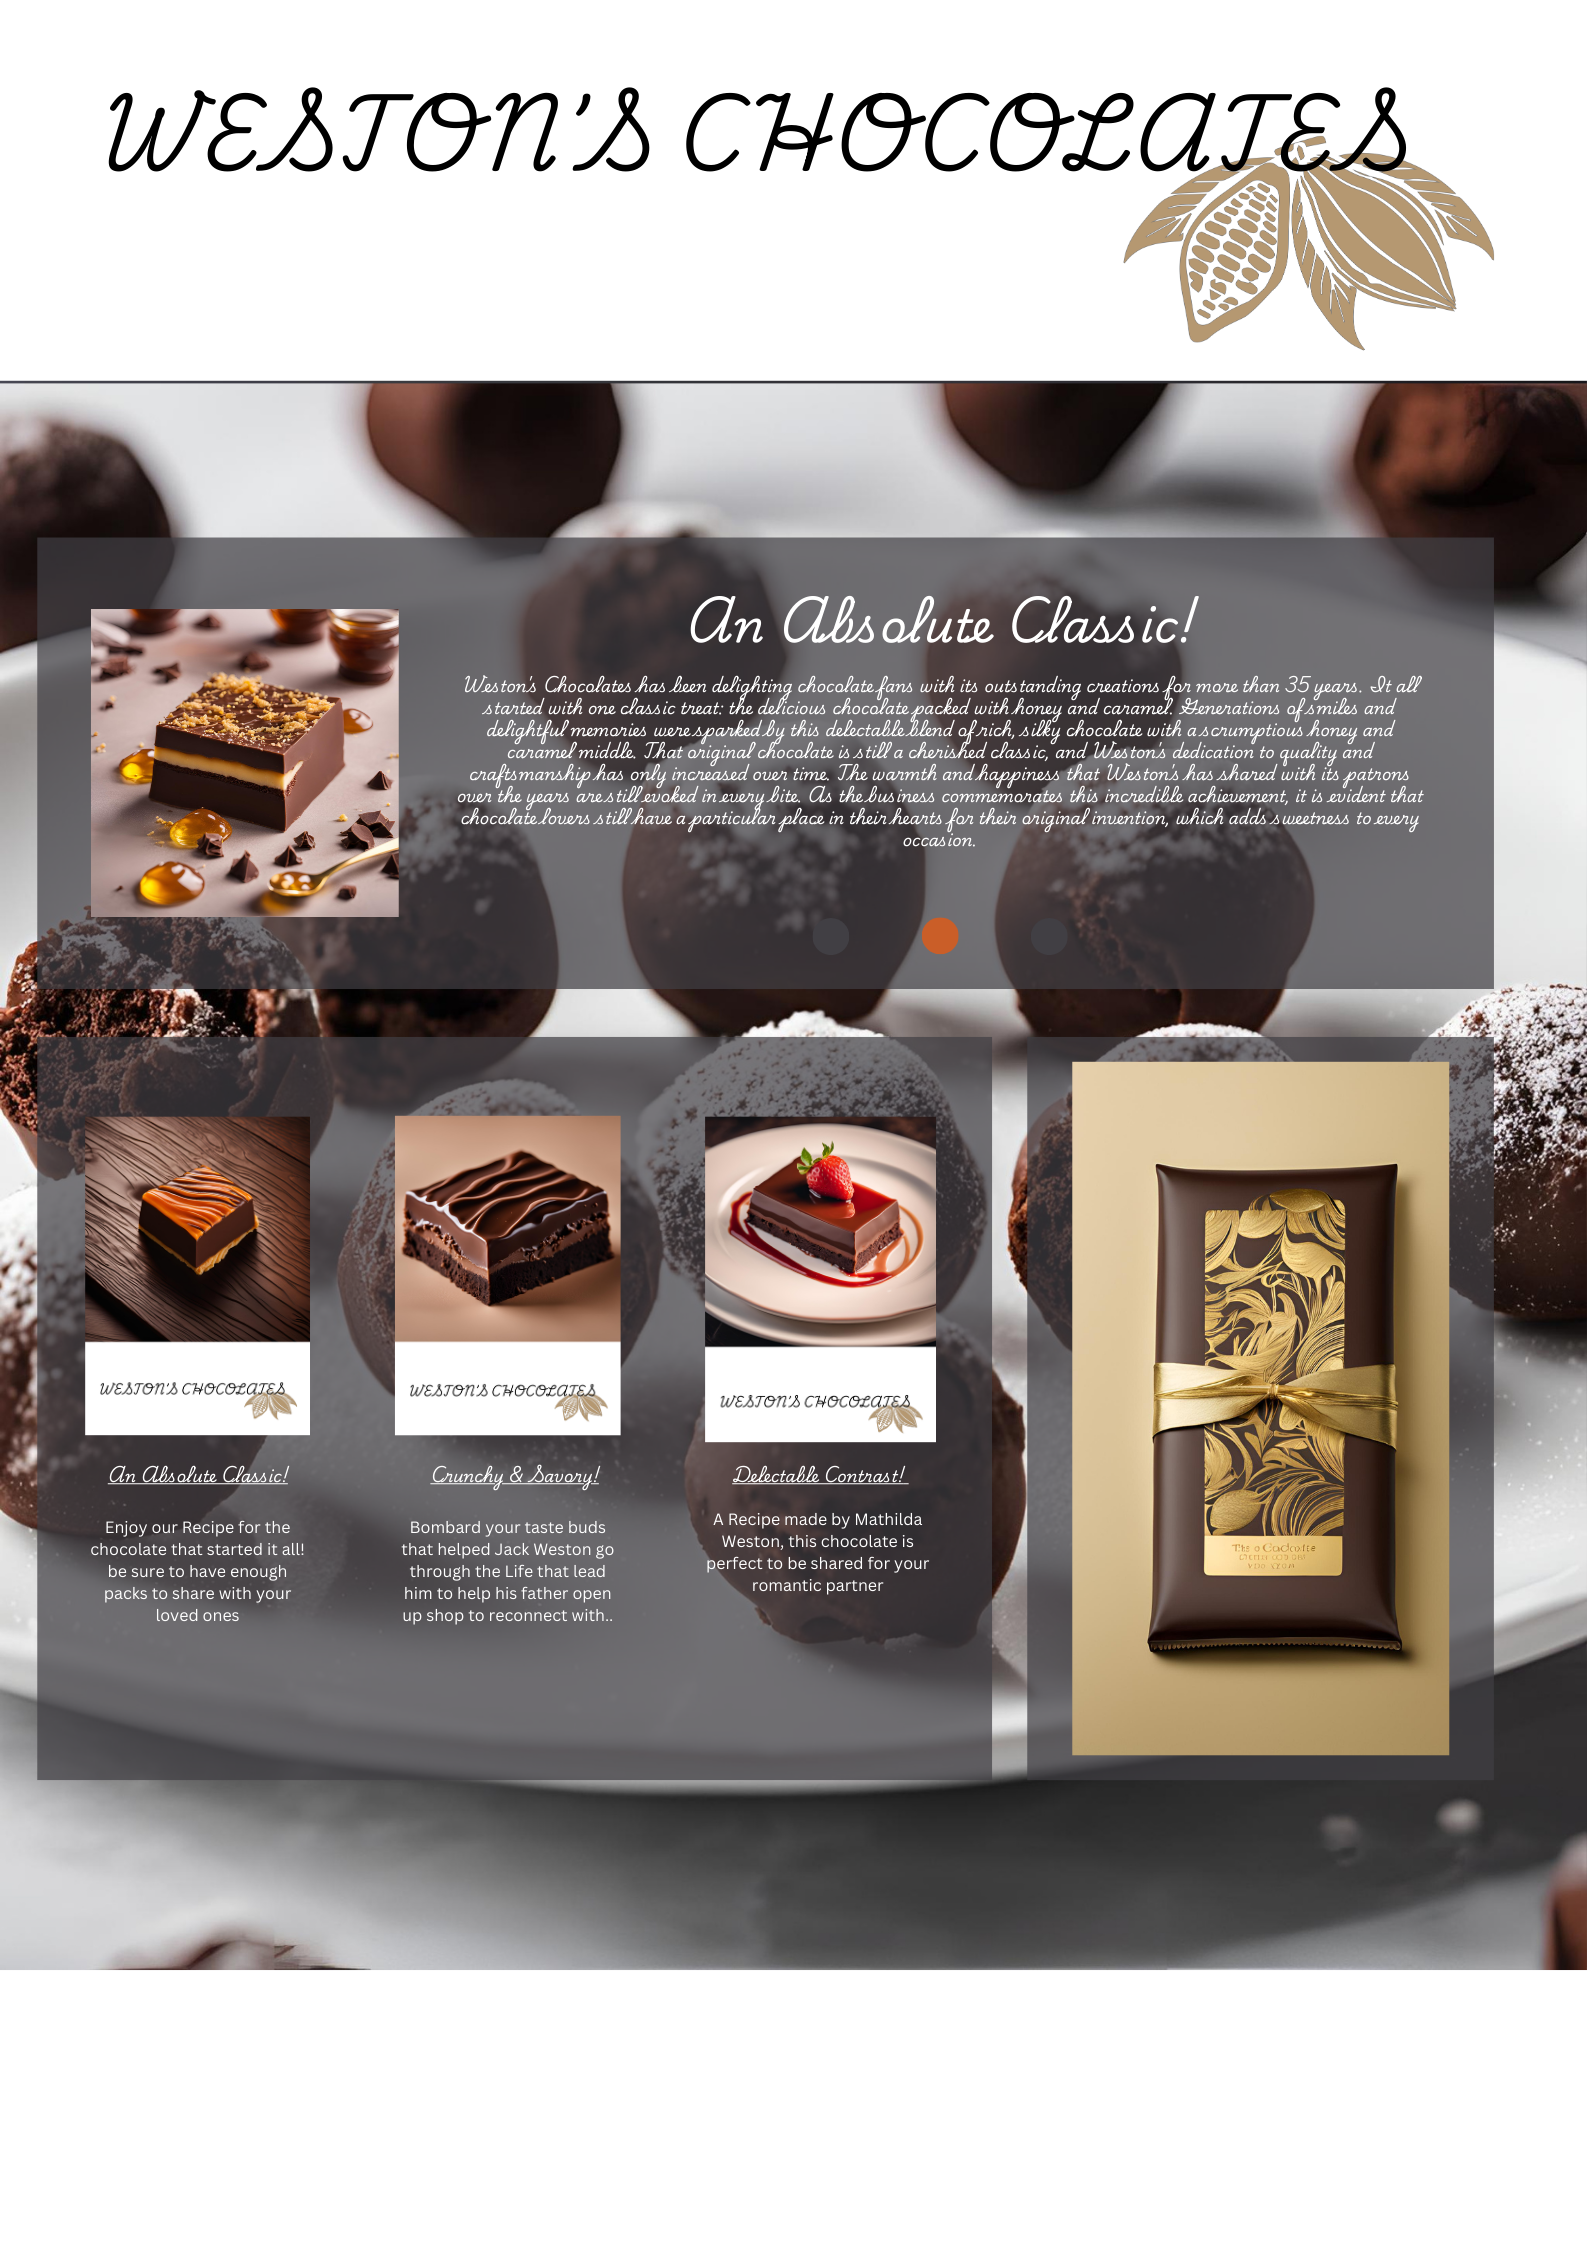 WESTON'S CHOCOLATES
An Absolute Classic!
Weston's Chocolates has been delighting chocolate fans with its outstanding creations for more than 35 years. It all
started with one classic treat: the delicious chocolate packed with honey and caramel. Generations of smiles and
delightful memories were sparked by this delectable blend of rich, silky chocolate with a scrumptious honey and
caramel middle. That original chocolate is still a cherished classic, and Weston's dedication to quality and
craftsmanship has only increased over time. The warmth and happiness that Weston's has shared with its patrons
over the years are still evoked in every bite. As the business commemorates this incredible achievement, it is evident that
chocolate lovers still have a particular place in their hearts for their original invention, which adds sweetness to every
occasion.
WESTON'S CHOCOLATES
An Absolute Classic!
Enjoy our Recipe for the
chocolate that started it all!
be sure to have enough
packs to share with your
loved ones
WESTON'S CHOCOLATES
Crunchy & Savory!
Bombard your taste buds
that helped Jack Weston go
through the Life that lead
him to help his father open
up shop to reconnect with..
WESTON'S CHOCOLATES
Delectable Contrast!
A Recipe made by Mathilda
Weston, this chocolate is
perfect to be shared for your
romantic partner